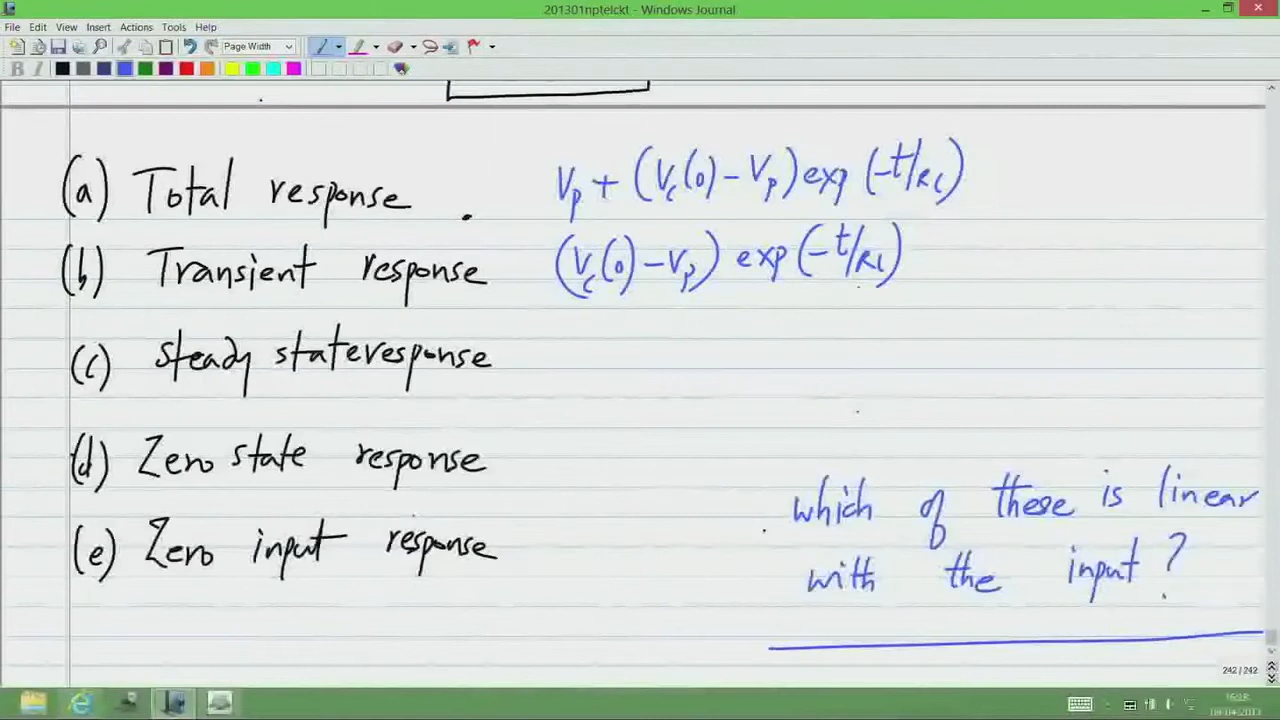 201301nptelckt - Windows Journal
File Edit View Insert Actions Tools Help
Page Width
B I
(a) Total response . Vp + (Vc(0) - Vp) exp (-t/RC)
(b) Transient response (Vc(0) - Vp) exp (-t/RC)
(c) steady state response
(d) Zero state response
(e) Zero input response
which of these is linear
with the input ?
242 / 242